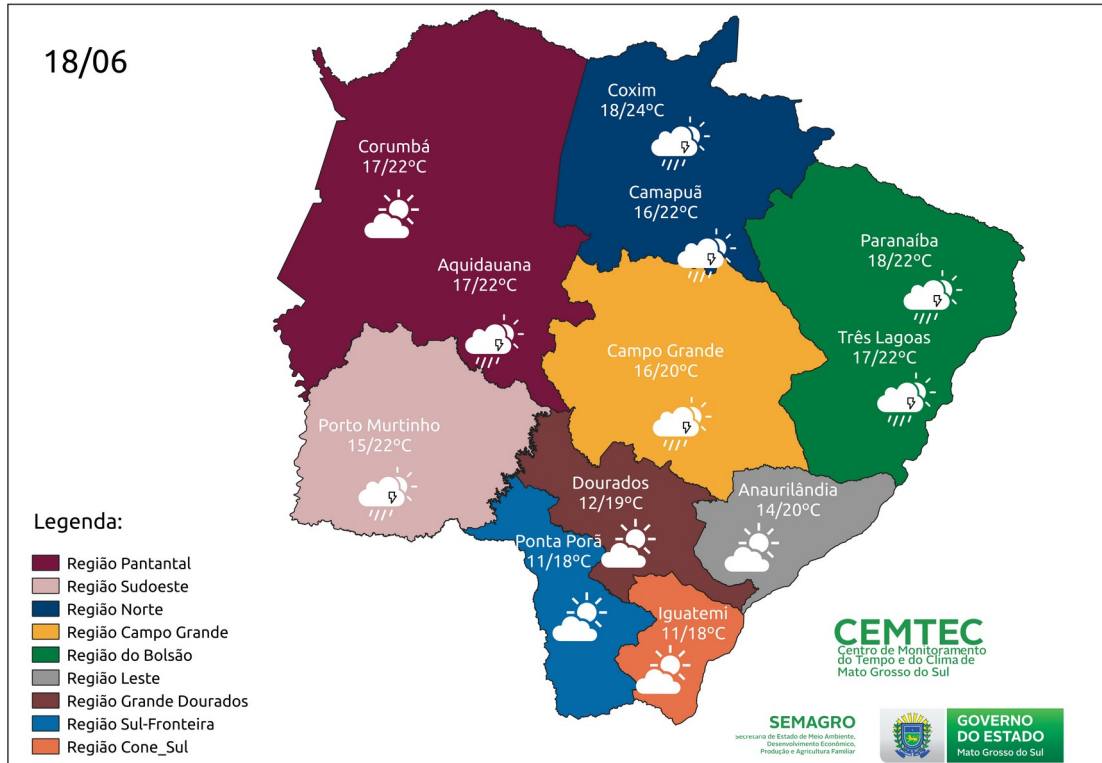 18/06
Coxim
18/24ºC
Corumbá
17/22ºC
Camapuã
16/22ºC
Paranaíba
18/22ºC
Aquidauana
17/22ºC
Três Lagoas
17/22ºC
Campo Grande
16/20ºC
Porto Murtinho
15/22ºC
Dourados
12/19ºC
Anaurilândia
14/20ºC
Ponta Porã
11/18ºC
Iguatemi
11/18ºC
Legenda:
Região Pantantal
Região Sudoeste
Região Norte
Região Campo Grande
Região do Bolsão
Região Leste
Região Grande Dourados
Região Sul-Fronteira
Região Cone_Sul
CEMTEC
Centro de Monitoramento
do Tempo e do Clima de
Mato Grosso do Sul
SEMAGRO
Secretaria de Estado de Meio Ambiente,
Desenvolvimento Econômico,
Produção e Agricultura Familiar
GOVERNO
DO ESTADO
Mato Grosso do Sul